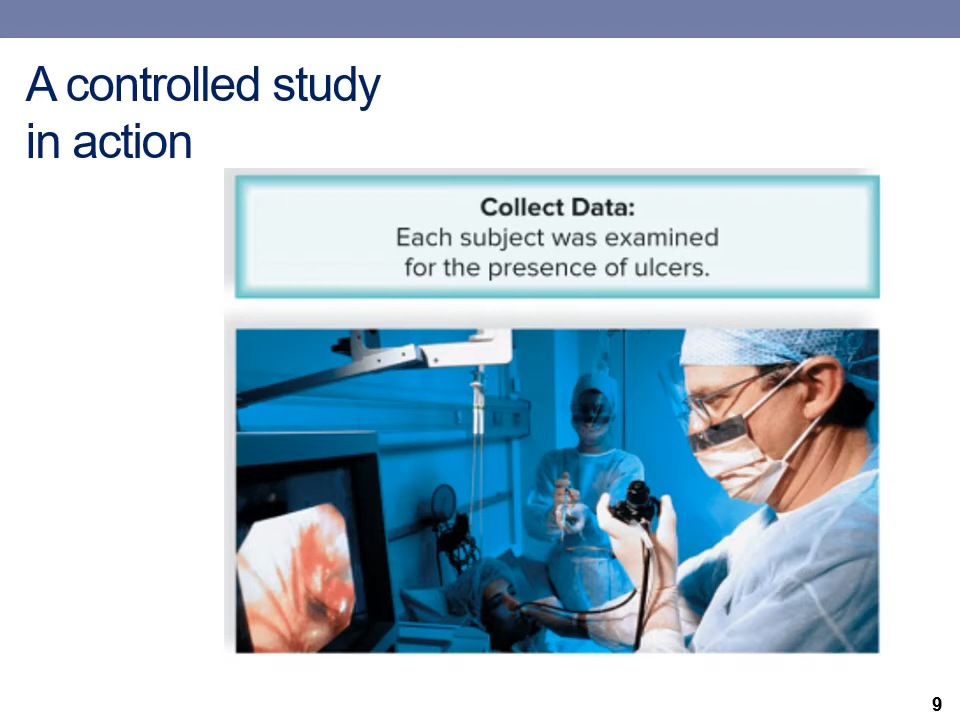 A controlled study
in action
Collect Data:
Each subject was examined
for the presence of ulcers.
9